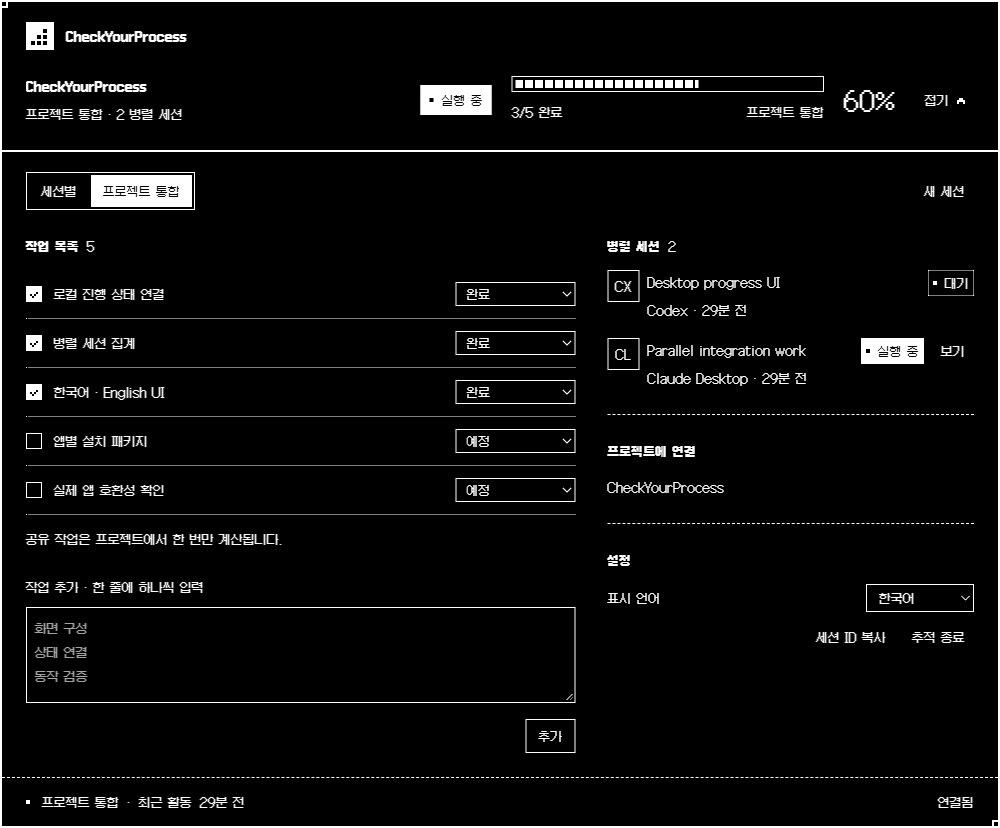 CheckYourProcess
CheckYourProcess
프로젝트 통합 · 2 병렬 세션
실행 중
3/5 완료
프로젝트 통합
60%
접기
세션별
프로젝트 통합
새 세션
작업 목록 5
로컬 진행 상태 연결
완료
병렬 세션 집계
완료
한국어 · English UI
완료
앱별 설치 패키지
예정
실제 앱 호환성 확인
예정
공유 작업은 프로젝트에서 한 번만 계산됩니다.
작업 추가 · 한 줄에 하나씩 입력
화면 구성
상태 연결
동작 검증
추가
병렬 세션 2
CX
Desktop progress UI
대기
Codex · 29분 전
CL
Parallel integration work
실행 중
보기
Claude Desktop · 29분 전
프로젝트에 연결
CheckYourProcess
설정
표시 언어
한국어
세션 ID 복사
추적 종료
프로젝트 통합 · 최근 활동 29분 전
연결됨